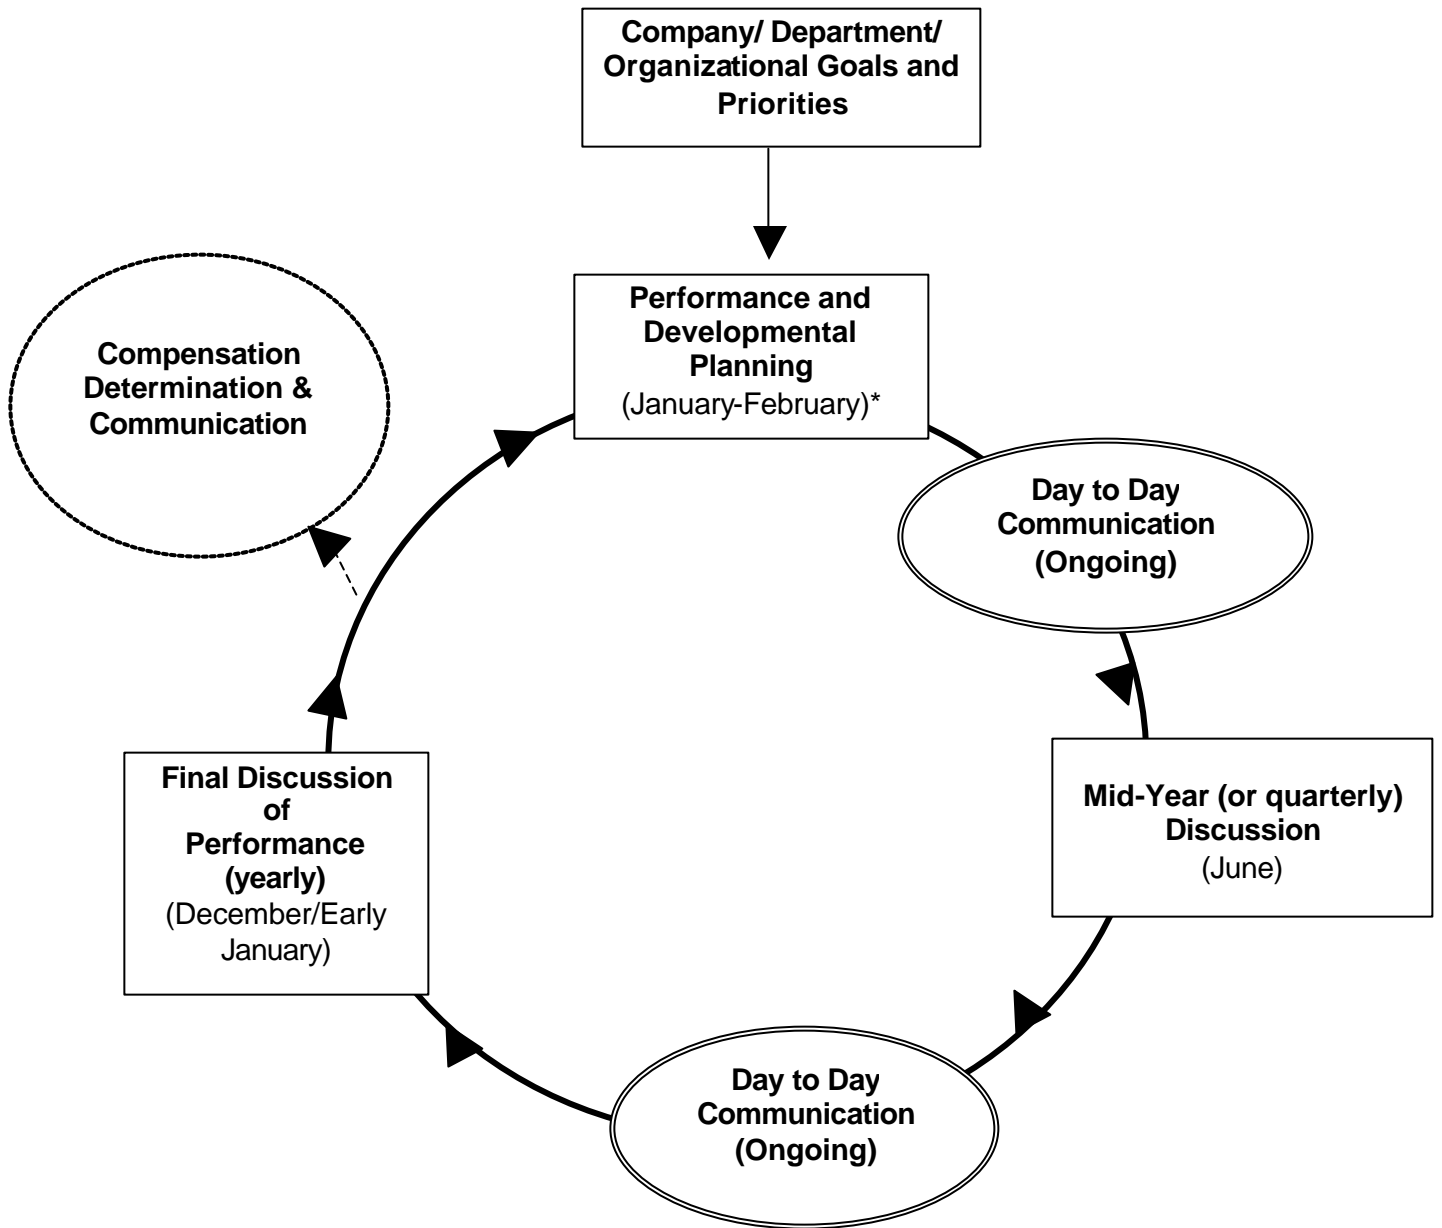 Company/ Department/
Organizational Goals and
Priorities
Performance and
Developmental
Planning
(January-February)*
Compensation
Determination &
Communication
Day to Day
Communication
(Ongoing)
Mid-Year (or quarterly)
Discussion
(June)
Final Discussion
of
Performance
(yearly)
(December/Early
January)
Day to Day
Communication
(Ongoing)